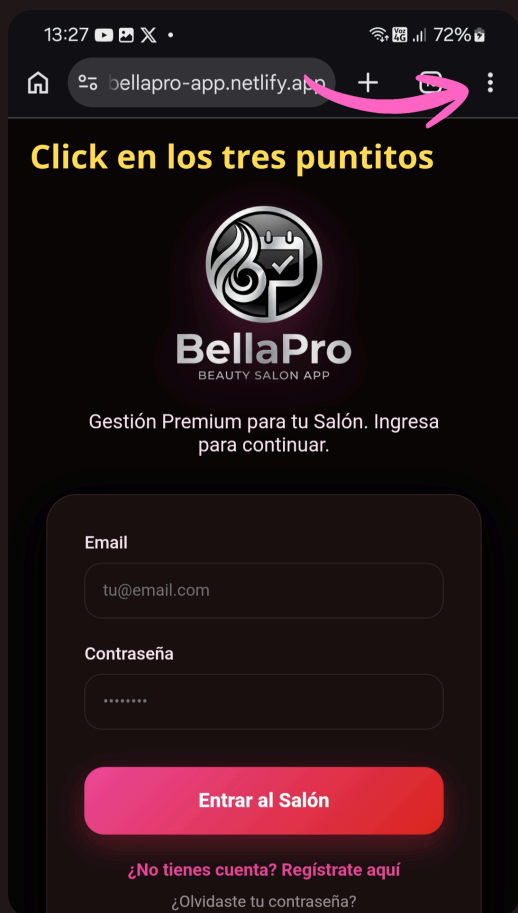 13:27
Voz
4G
72%
bellapro-app.netlify.app
Click en los tres puntitos
BellaPro
BEAUTY SALON APP
Gestión Premium para tu Salón. Ingresa
para continuar.
Email
tu@email.com
Contraseña
••••••••
Entrar al Salón
¿No tienes cuenta? Regístrate aquí
¿Olvidaste tu contraseña?